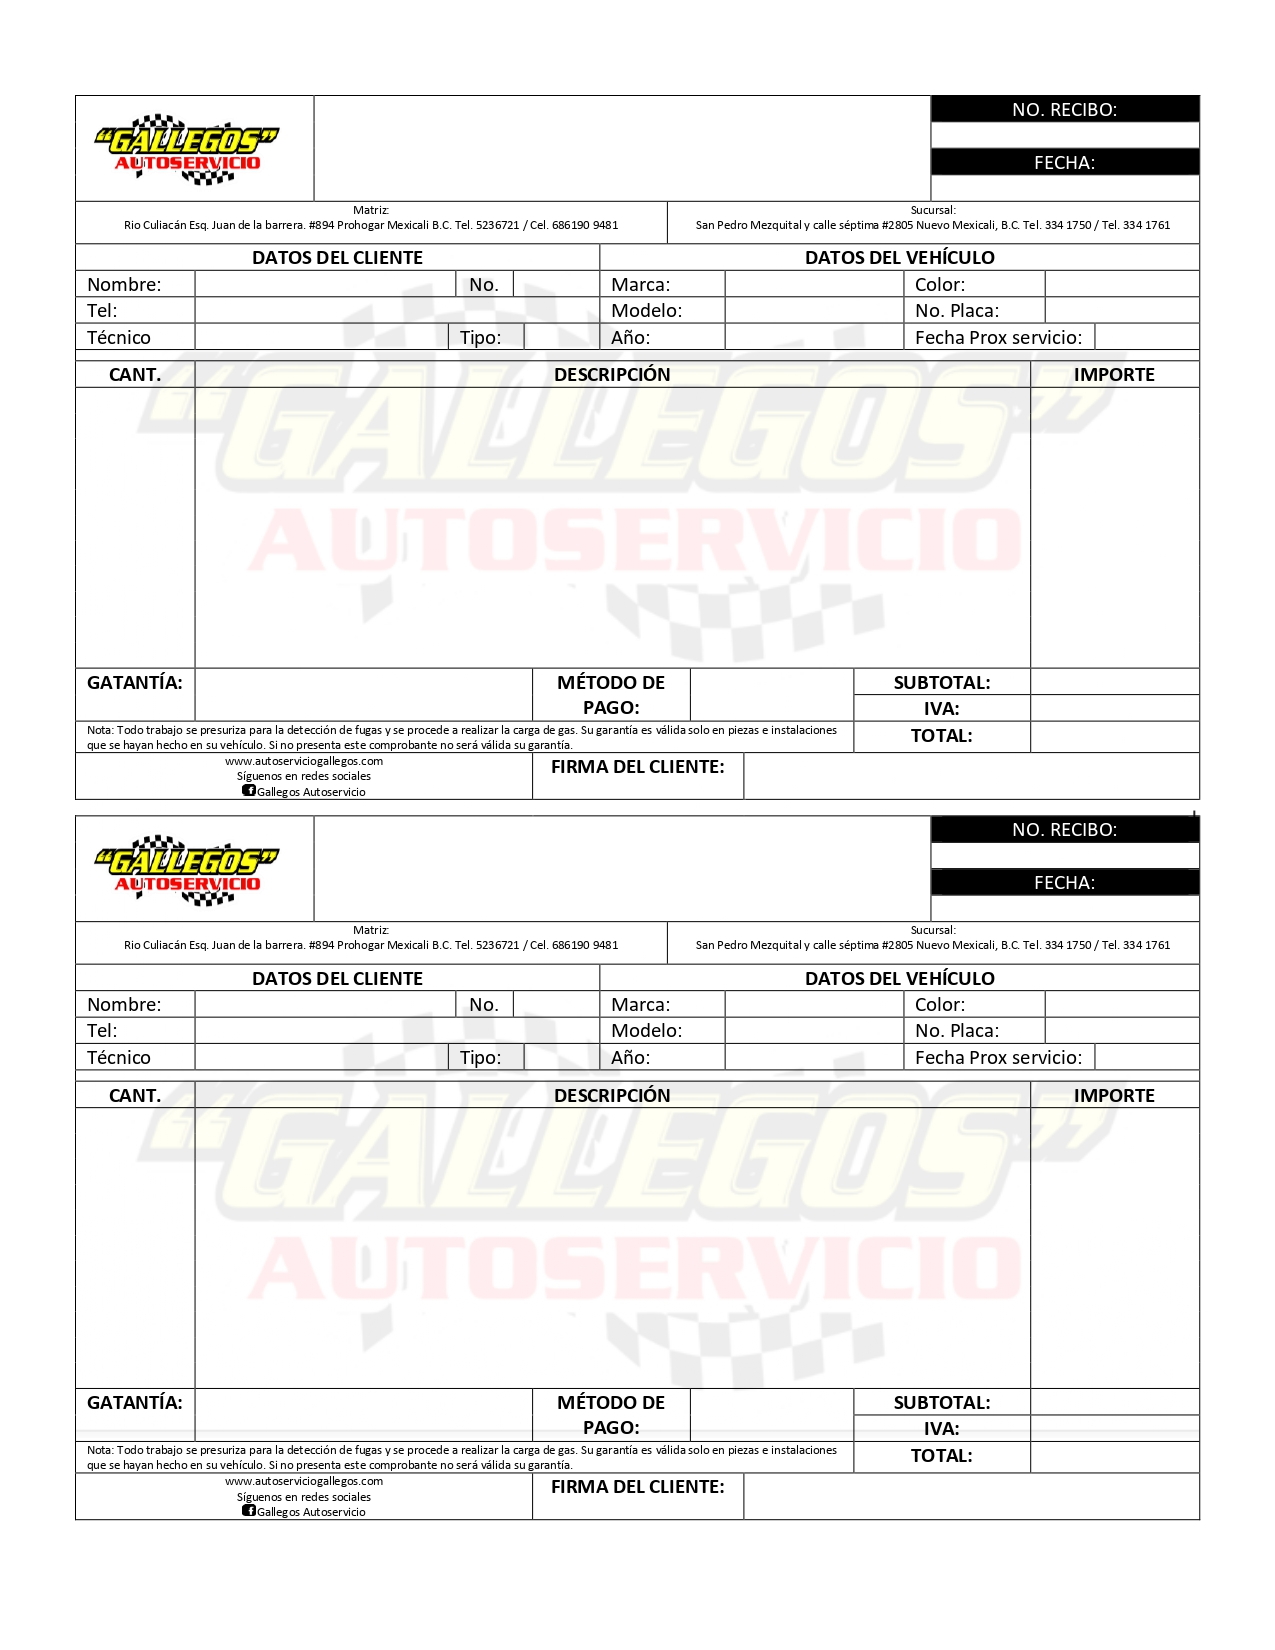 “GALLEGOS”
AUTOSERVICIO
NO. RECIBO:
FECHA:
Matriz:
Rio Culiacán Esq. Juan de la barrera. #894 Prohogar Mexicali B.C. Tel. 5236721 / Cel. 686190 9481
Sucursal:
San Pedro Mezquital y calle séptima #2805 Nuevo Mexicali, B.C. Tel. 334 1750 / Tel. 334 1761
DATOS DEL CLIENTE
DATOS DEL VEHÍCULO
Nombre: No. Marca: Color:
Tel: Modelo: No. Placa:
Técnico Tipo: Año: Fecha Prox servicio:
CANT. DESCRIPCIÓN IMPORTE
“GALLEGOS”
AUTOSERVICIO
GATANTÍA: MÉTODO DE SUBTOTAL:
PAGO: IVA:
Nota: Todo trabajo se presuriza para la detección de fugas y se procede a realizar la carga de gas. Su garantía es válida solo en piezas e instalaciones
que se hayan hecho en su vehículo. Si no presenta este comprobante no será válida su garantía.
TOTAL:
www.autoserviciogallegos.com
Síguenos en redes sociales
Gallegos Autoservicio
FIRMA DEL CLIENTE:
“GALLEGOS”
AUTOSERVICIO
NO. RECIBO:
FECHA:
Matriz:
Rio Culiacán Esq. Juan de la barrera. #894 Prohogar Mexicali B.C. Tel. 5236721 / Cel. 686190 9481
Sucursal:
San Pedro Mezquital y calle séptima #2805 Nuevo Mexicali, B.C. Tel. 334 1750 / Tel. 334 1761
DATOS DEL CLIENTE
DATOS DEL VEHÍCULO
Nombre: No. Marca: Color:
Tel: Modelo: No. Placa:
Técnico Tipo: Año: Fecha Prox servicio:
CANT. DESCRIPCIÓN IMPORTE
“GALLEGOS”
AUTOSERVICIO
GATANTÍA: MÉTODO DE SUBTOTAL:
PAGO: IVA:
Nota: Todo trabajo se presuriza para la detección de fugas y se procede a realizar la carga de gas. Su garantía es válida solo en piezas e instalaciones
que se hayan hecho en su vehículo. Si no presenta este comprobante no será válida su garantía.
TOTAL:
www.autoserviciogallegos.com
Síguenos en redes sociales
Gallegos Autoservicio
FIRMA DEL CLIENTE: